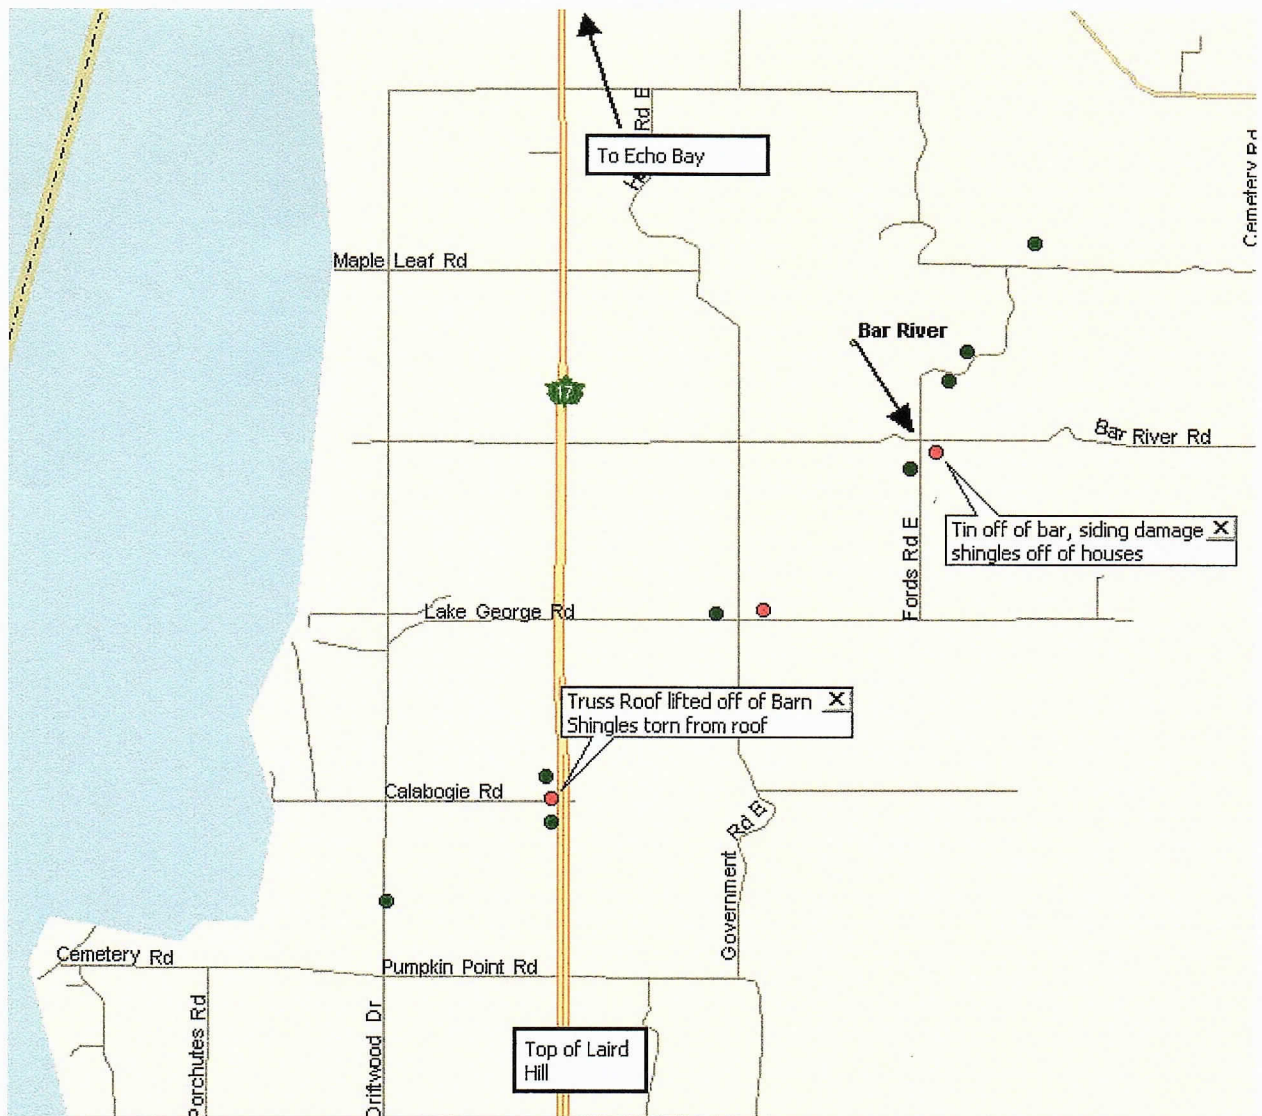 Rd E
To Echo Bay
Cemetery Rd
Maple Leaf Rd
Bar River
17
Bar River Rd
Tin off of bar, siding damage X
shingles off of houses
Fords Rd E
Lake George Rd
Truss Roof lifted off of Barn X
Shingles torn from roof
Calabogie Rd
Government Rd E
Cemetery Rd
Pumpkin Point Rd
Porchutes Rd
Driftwood Dr
Top of Laird
Hill